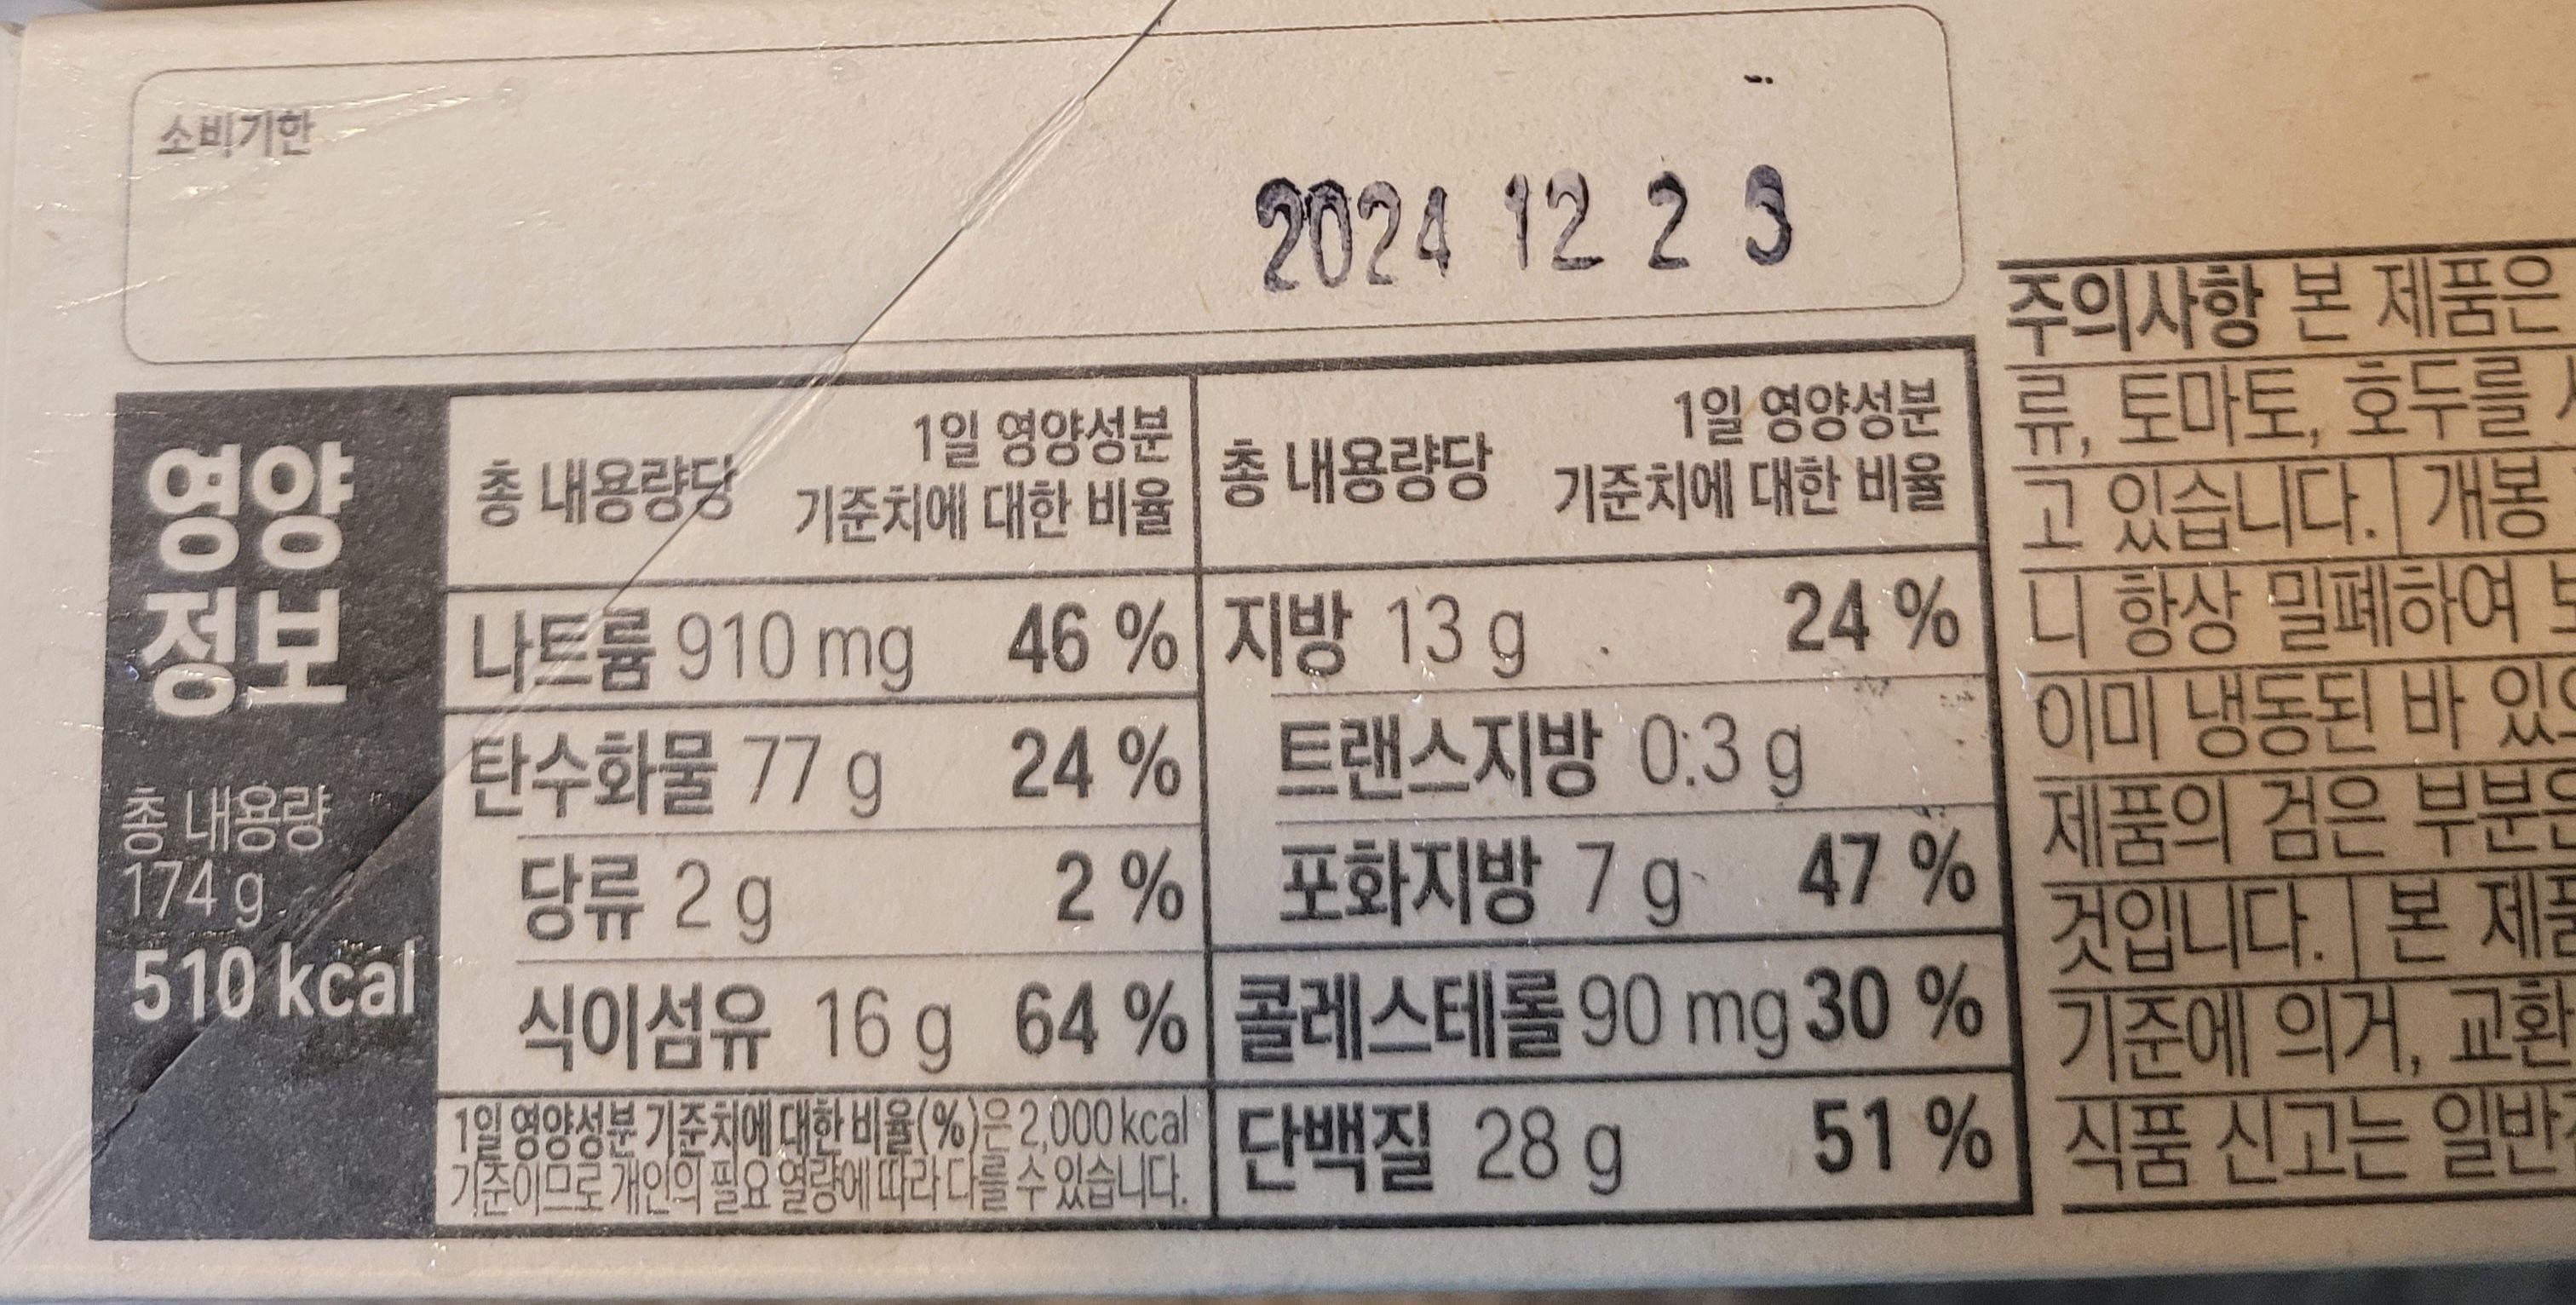 소비기한
2024 12 2 3
영양
정보
총 내용량
174 g
510 kcal
총 내용량당 1일 영양성분
기준치에 대한 비율
나트륨 910 mg 46 %
탄수화물 77 g 24 %
당류 2 g 2 %
식이섬유 16 g 64 %
1일 영양성분 기준치에 대한 비율(%)은 2,000 kcal
기준이므로 개인의 필요 열량에 따라 다를 수 있습니다.
총 내용량당 1일 영양성분
기준치에 대한 비율
지방 13 g 24 %
트랜스지방 0.3 g
포화지방 7 g 47 %
콜레스테롤 90 mg 30 %
단백질 28 g 51 %
주의사항 본 제품은
류, 토마토, 호두를
고 있습니다. | 개봉
니 항상 밀폐하여
이미 냉동된 바
제품의 검은
것입니다. | 본
기준에 의거, 교환
식품 신고는